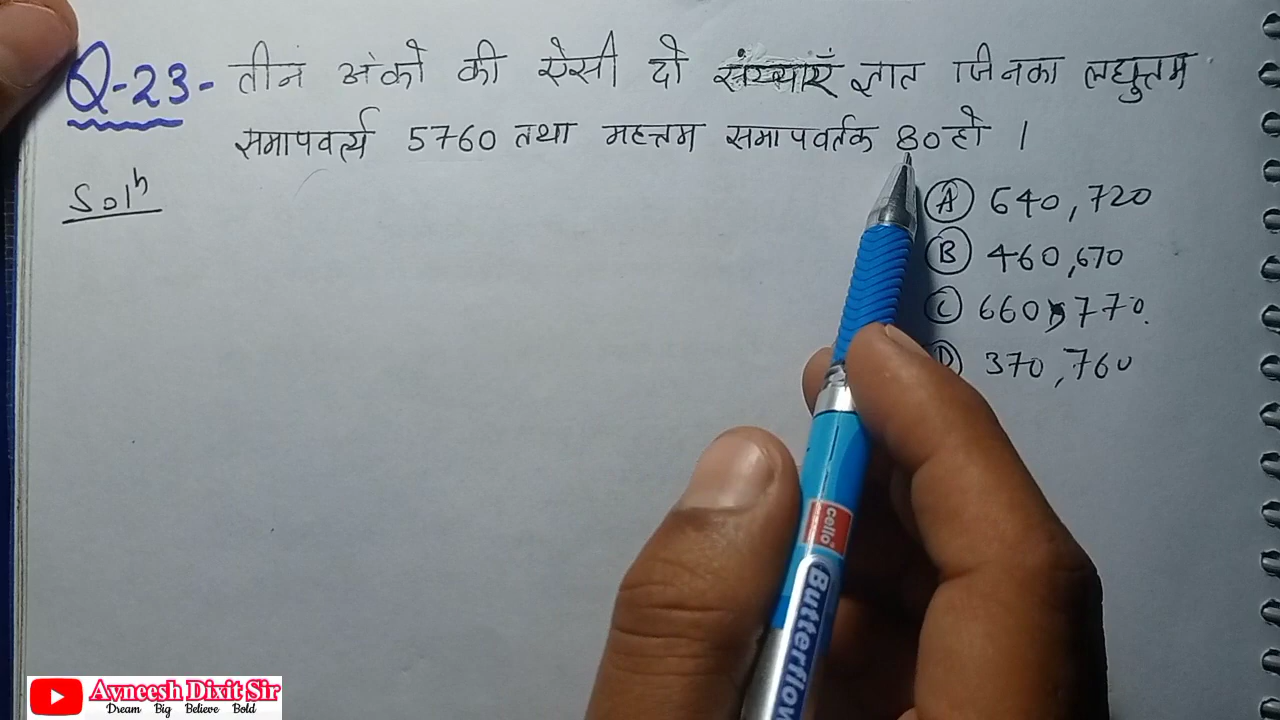 Q-23- तीन अंको की ऐसी दो संख्याएँ ज्ञात जिनका लघुत्तम
समापवर्त्य 5760 तथा महत्तम समापवर्तक 80 हो ।
Solⁿ
(A) 640, 720
(B) 460, 670
(C) 660, 770.
(D) 370, 760
cello
Butterflow
Avneesh Dixit Sir
Dream Big Believe Bold